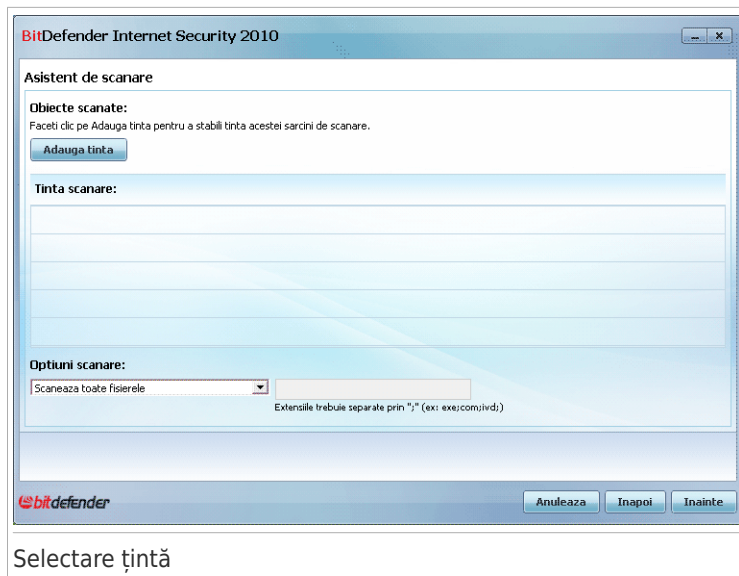 BitDefender Internet Security 2010
Asistent de scanare
Obiecte scanate:
Faceti clic pe Adauga tinta pentru a stabili tinta acestei sarcini de scanare.
Adauga tinta
Tinta scanare:
Optiuni scanare:
Scaneaza toate fisierele
Extensiile trebuie separate prin ";" (ex: exe;com;ivd;)
bitdefender
Anuleaza Inapoi Inainte
Selectare țintă